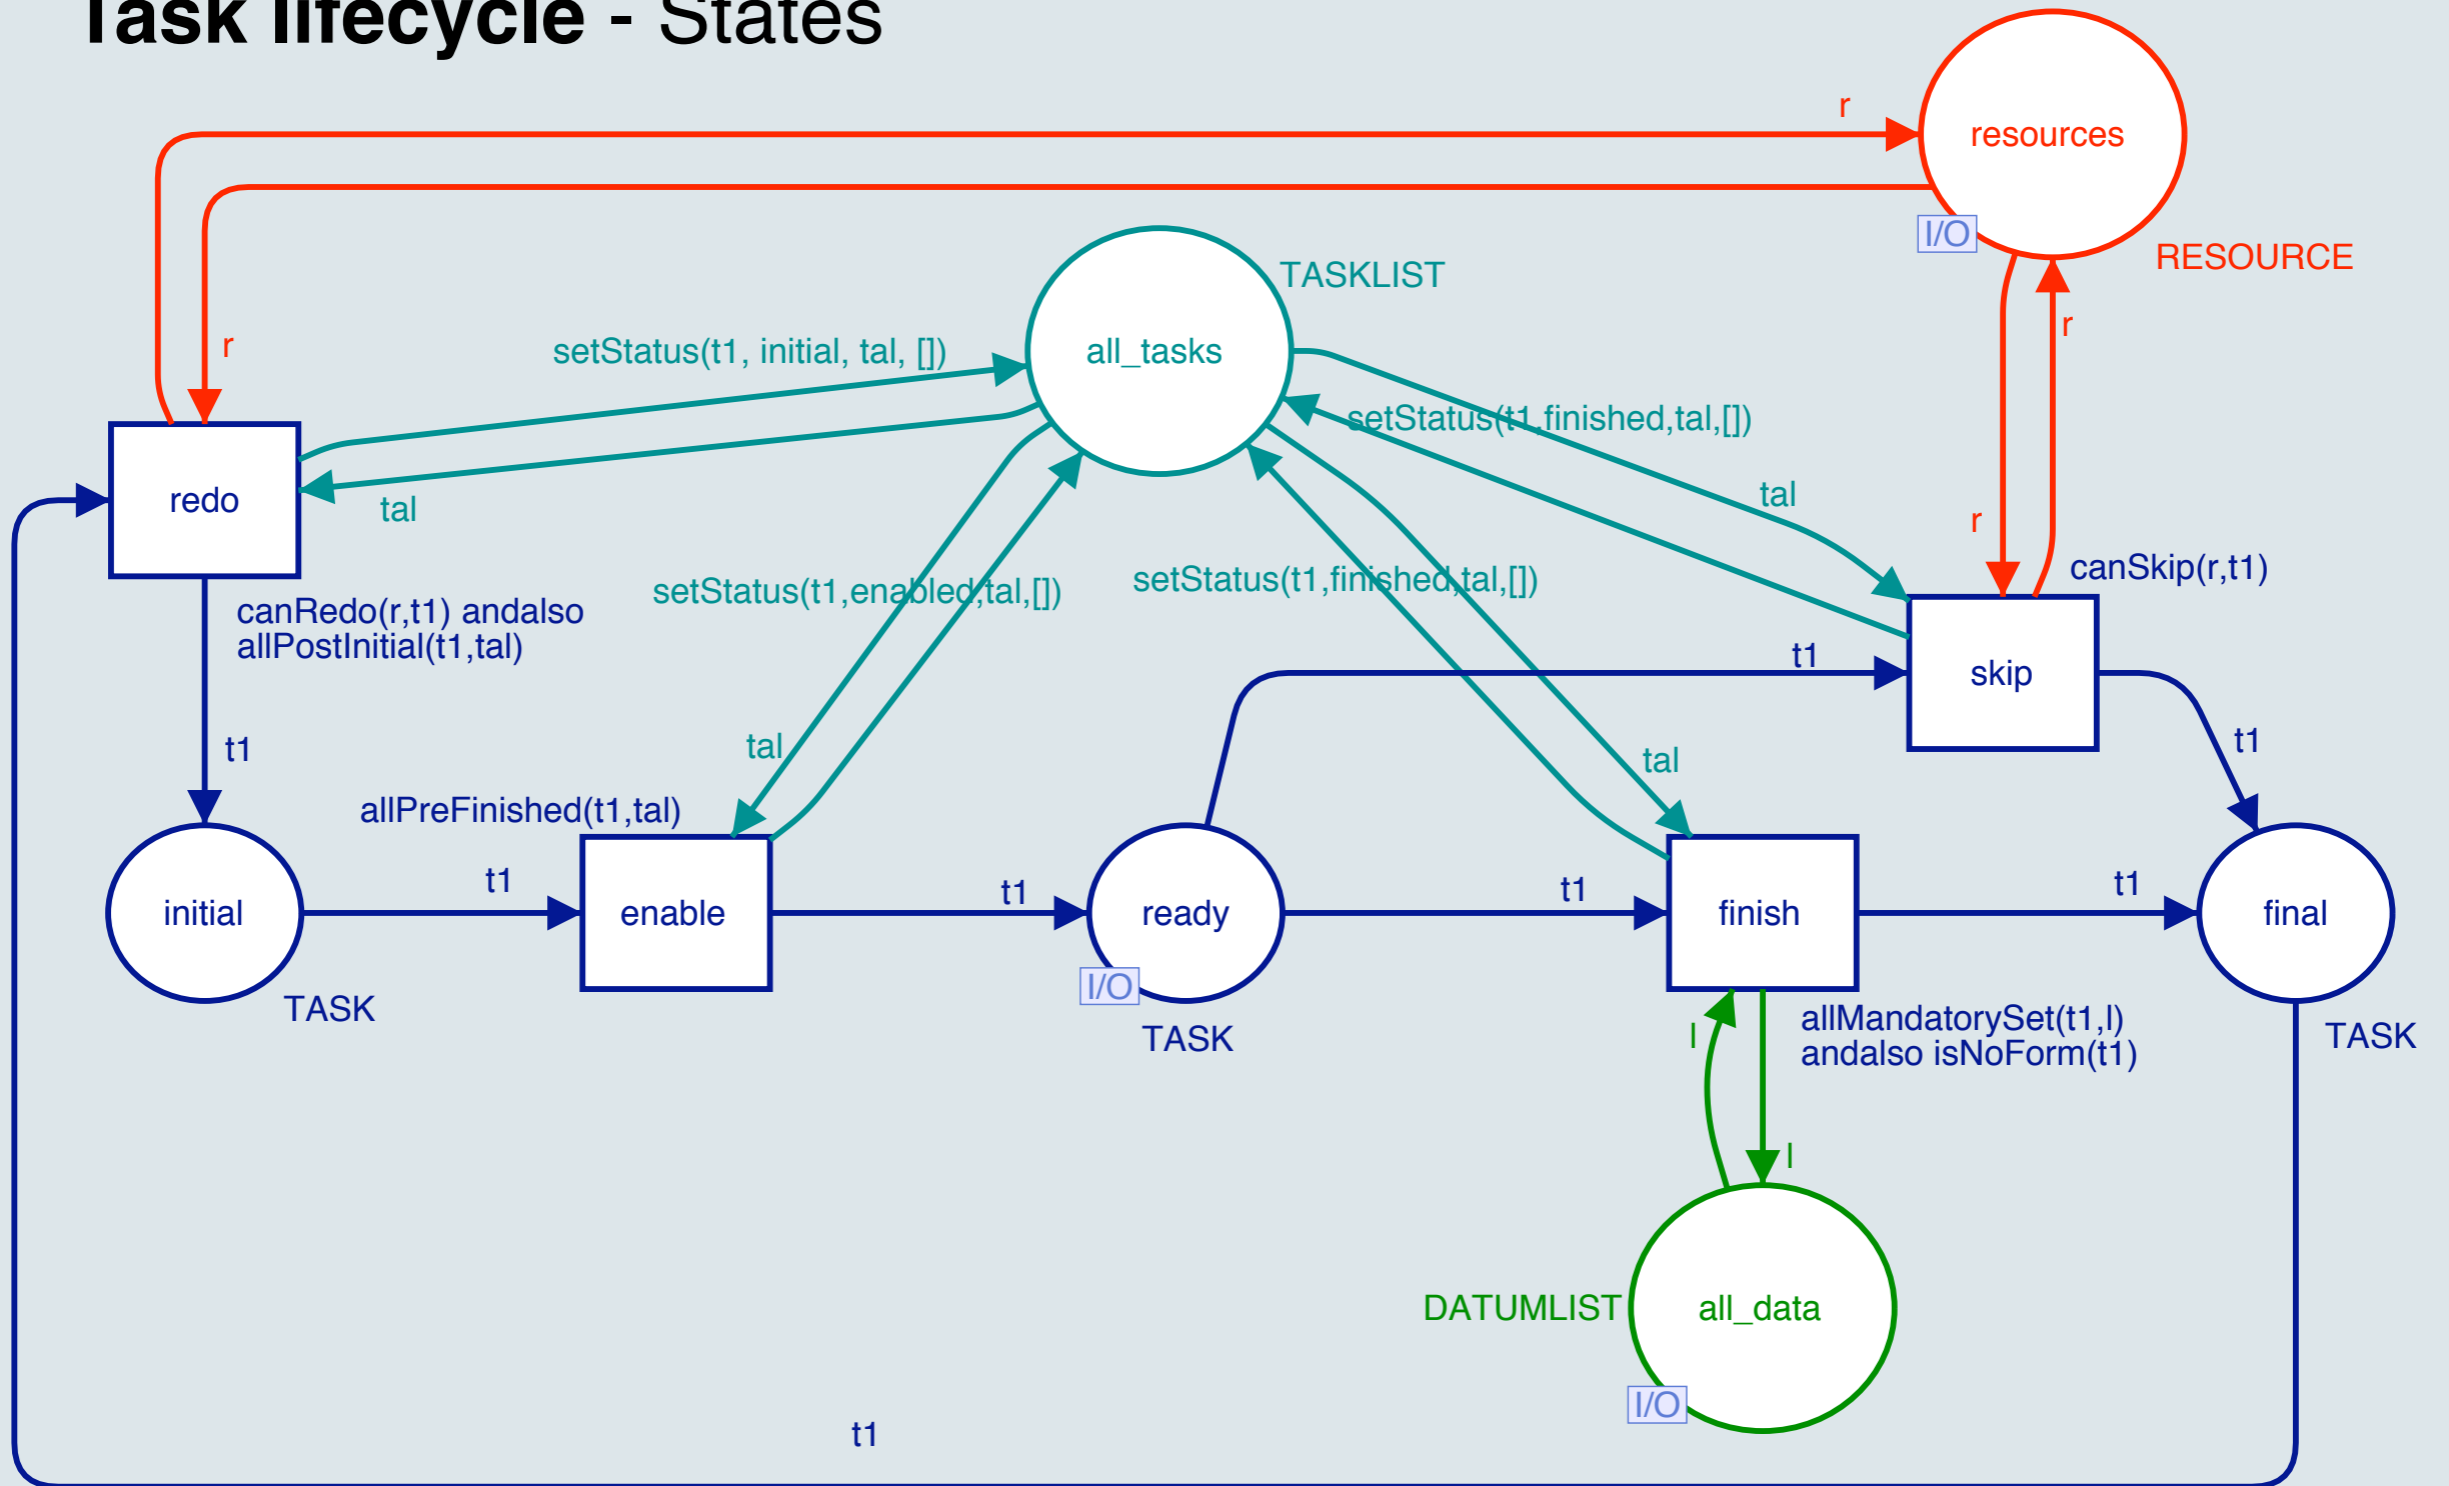 Task lifecycle - States
r
resources
I/O
RESOURCE
TASKLIST
r
r
setStatus(t1, initial, tal, [])
all_tasks
setStatus(t1,finished,tal,[])
redo
tal
tal
r
canSkip(r,t1)
setStatus(t1,enabled,tal,[])
setStatus(t1,finished,tal,[])
canRedo(r,t1) andalso
allPostInitial(t1,tal)
t1
skip
t1
tal
tal
t1
allPreFinished(t1,tal)
t1
t1
t1
t1
initial
enable
ready
finish
final
I/O
TASK
TASK
TASK
allMandatorySet(t1,l)
andalso isNoForm(t1)
l
l
DATUMLIST
all_data
I/O
t1